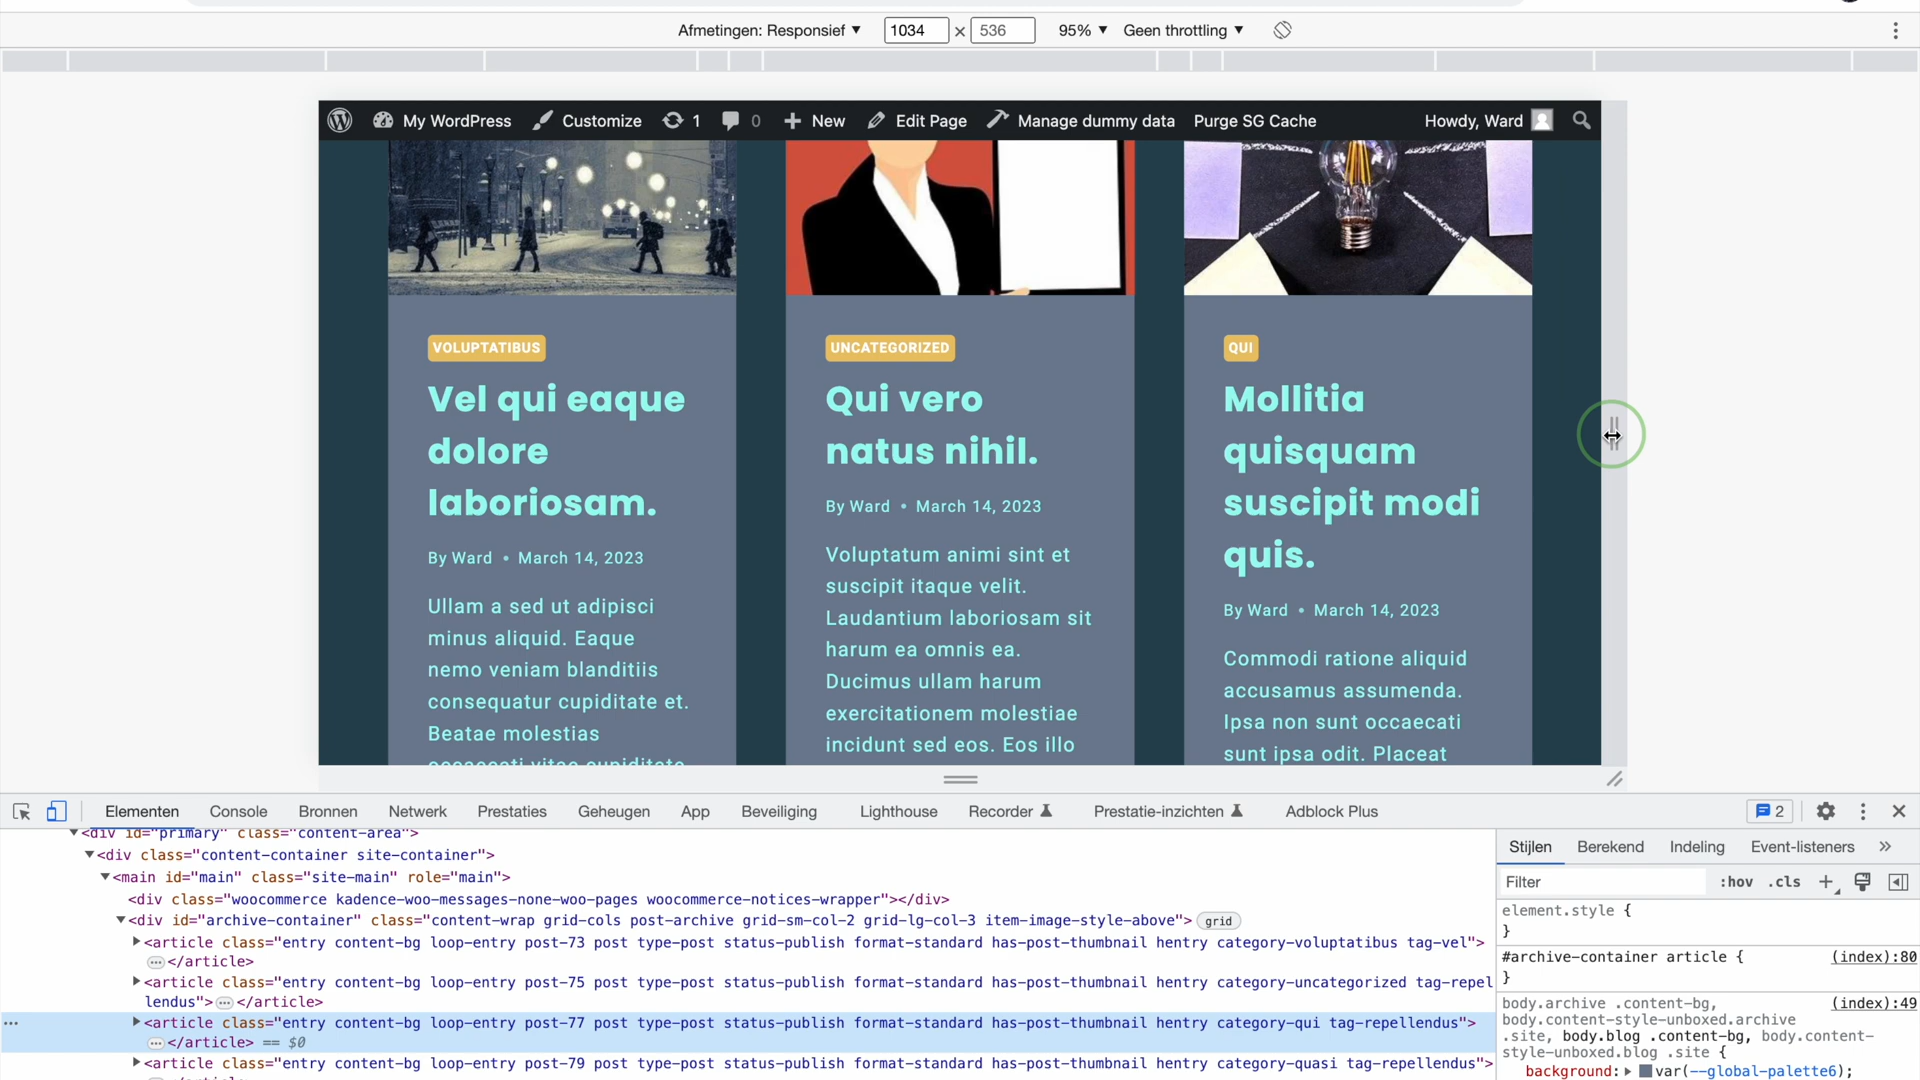 Afmetingen: Responsief ▼ 1034 × 536 95% ▼ Geen throttling ▼
My WordPress Customize 1 0 New Edit Page Manage dummy data Purge SG Cache Howdy, Ward
VOLUPTATIBUS
Vel qui eaque
dolore
laboriosam.
By Ward • March 14, 2023
Ullam a sed ut adipisci
minus aliquid. Eaque
nemo veniam blanditiis
consequatur cupiditate et.
Beatae molestias
occaecati vitae cupiditate
UNCATEGORIZED
Qui vero
natus nihil.
By Ward • March 14, 2023
Voluptatum animi sint et
suscipit itaque velit.
Laudantium laboriosam sit
harum ea omnis ea.
Ducimus ullam harum
exercitationem molestiae
incidunt sed eos. Eos illo
QUI
Mollitia
quisquam
suscipit modi
quis.
By Ward • March 14, 2023
Commodi ratione aliquid
accusamus assumenda.
Ipsa non sunt occaecati
sunt ipsa odit. Placeat
Elementen Console Bronnen Netwerk Prestaties Geheugen App Beveiliging Lighthouse Recorder Prestatie-inzichten Adblock Plus 2
▼<div id="primary" class="content-area">
▼<div class="content-container site-container">
▼<main id="main" class="site-main" role="main">
<div class="woocommerce kadence-woo-messages-none-woo-pages woocommerce-notices-wrapper"></div>
▼<div id="archive-container" class="content-wrap grid-cols post-archive grid-sm-col-2 grid-lg-col-3 item-image-style-above"> grid
▶<article class="entry content-bg loop-entry post-73 post type-post status-publish format-standard has-post-thumbnail hentry category-voluptatibus tag-vel">
… </article>
▶<article class="entry content-bg loop-entry post-75 post type-post status-publish format-standard has-post-thumbnail hentry category-uncategorized tag-repel
lendus"> … </article>
… ▶<article class="entry content-bg loop-entry post-77 post type-post status-publish format-standard has-post-thumbnail hentry category-qui tag-repellendus">
… </article> == $0
▶<article class="entry content-bg loop-entry post-79 post type-post status-publish format-standard has-post-thumbnail hentry category-quasi tag-repellendus">
Stijlen Berekend Indeling Event-listeners »
Filter :hov .cls +
element.style {
}
#archive-container article { (index):80
}
body.archive .content-bg, (index):49
body.content-style-unboxed.archive
.site, body.blog .content-bg, body.content-
style-unboxed.blog .site {
background: ▶ var(--global-palette6);